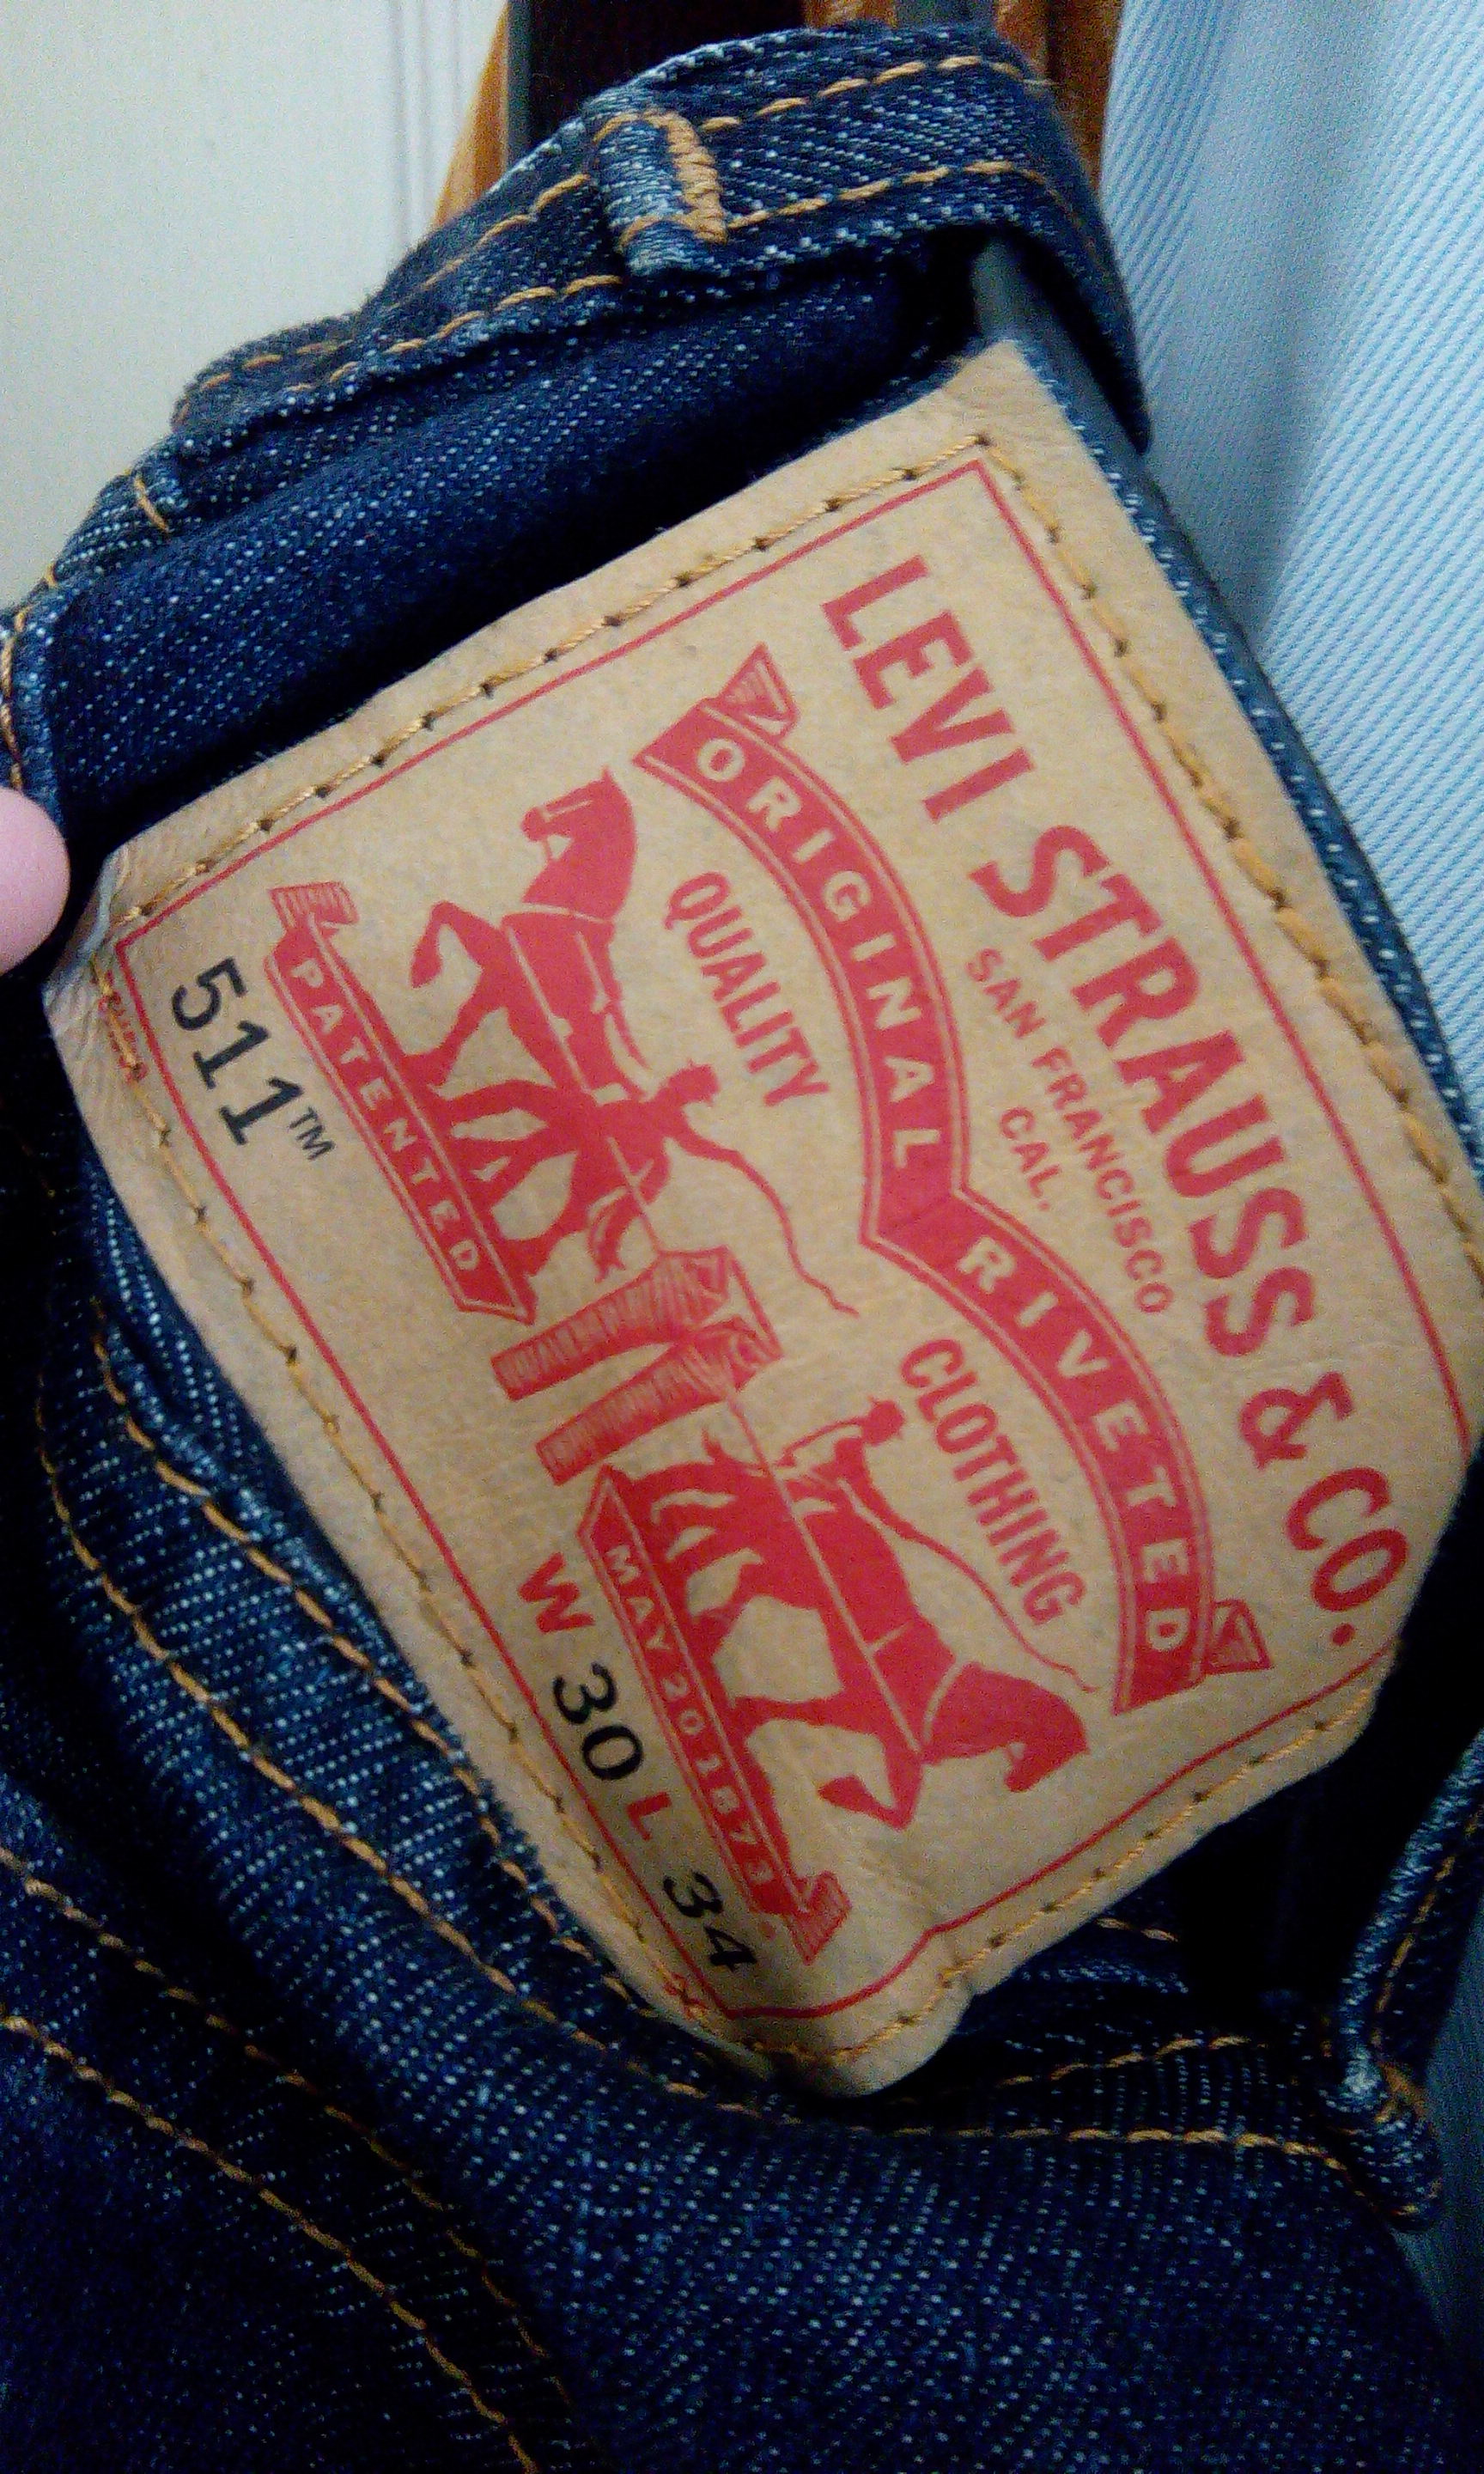 LEVI STRAUSS & CO.
SAN FRANCISCO
CAL.
ORIGINAL RIVETED
QUALITY CLOTHING
PATENTED MAY 20 1873
511™ W 30 L 34